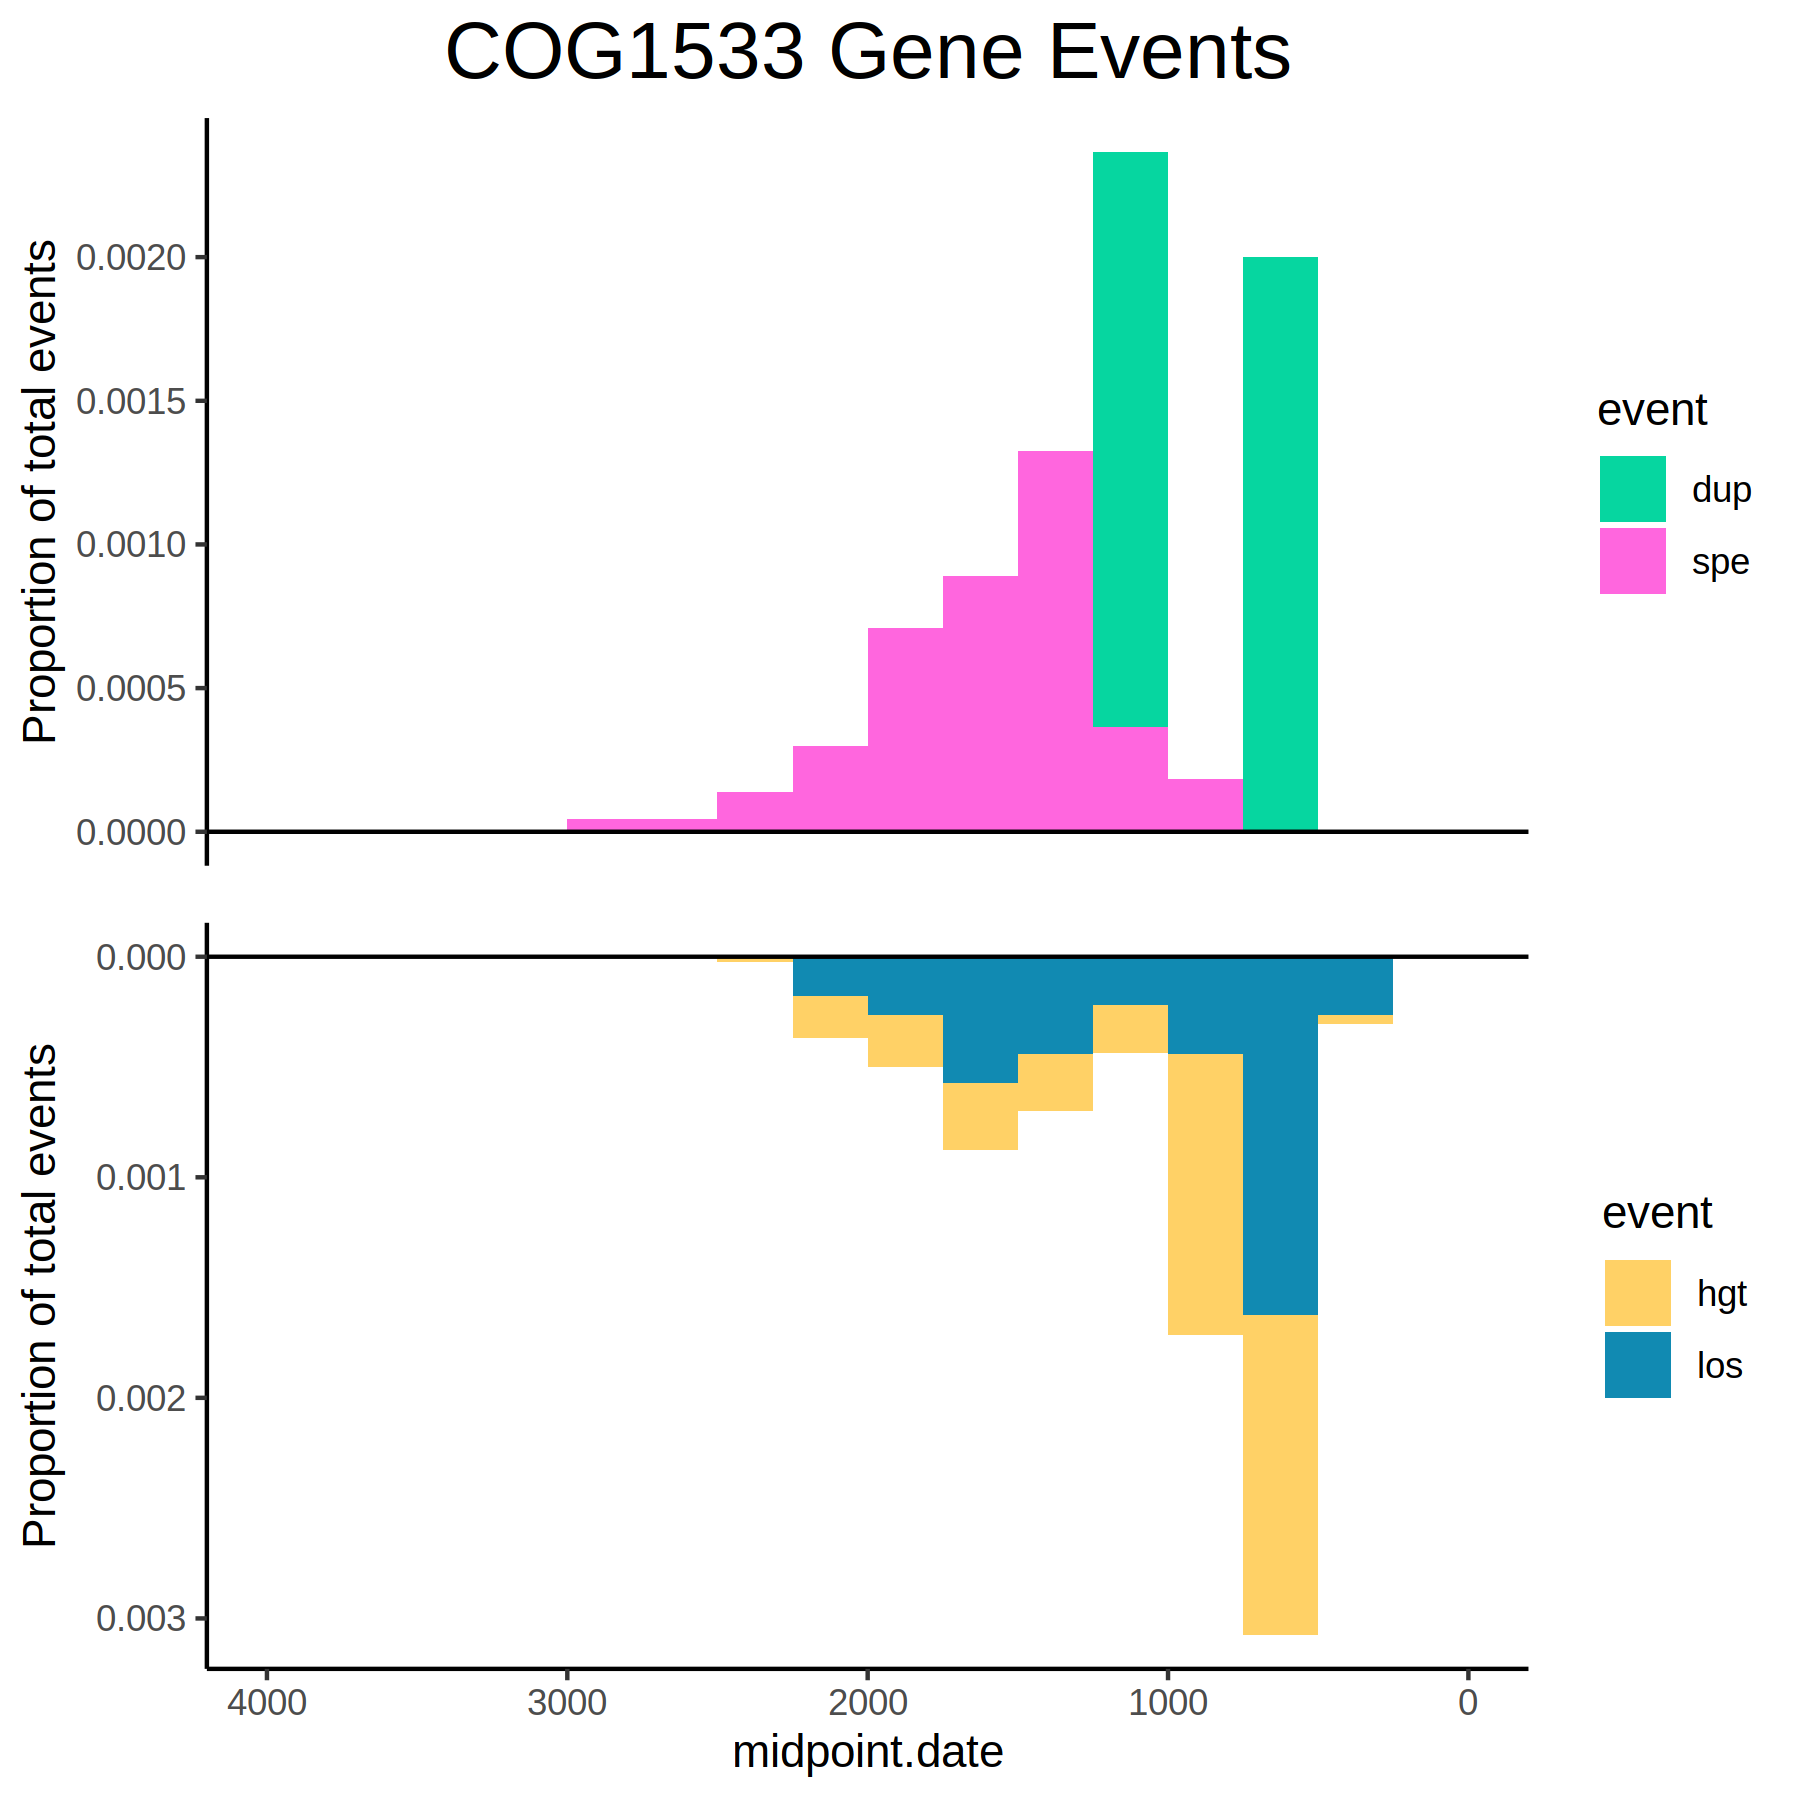 COG1533 Gene Events
Proportion of total events
0.0020
0.0015
0.0010
0.0005
0.0000
event
dup
spe
Proportion of total events
0.000
0.001
0.002
0.003
event
hgt
los
4000 3000 2000 1000 0
midpoint.date